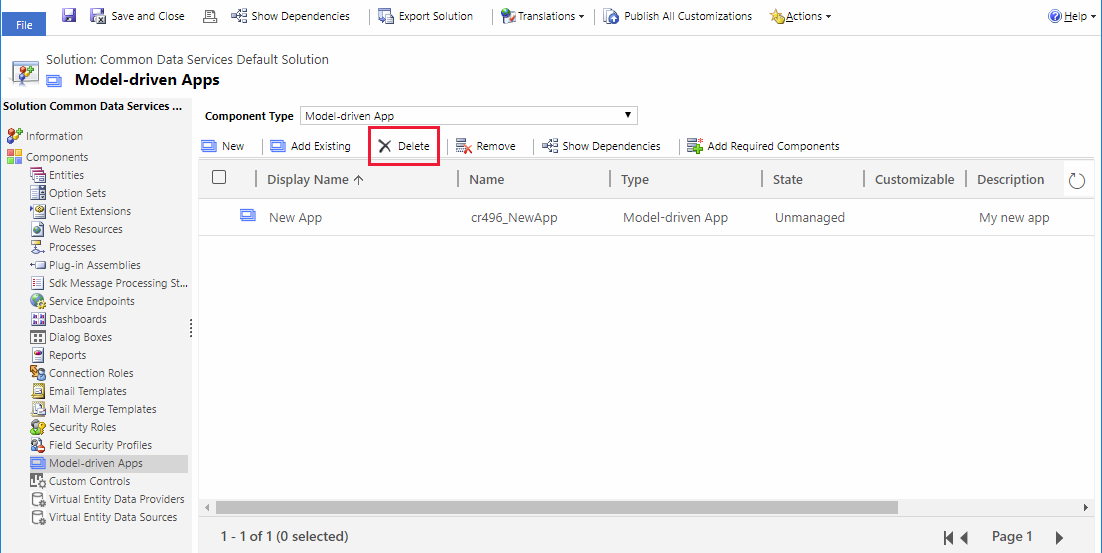 File
Save and Close
Show Dependencies
Export Solution
Translations
Publish All Customizations
Actions
Help
Solution: Common Data Services Default Solution
Model-driven Apps
Solution Common Data Services ...
Information
Components
Entities
Option Sets
Client Extensions
Web Resources
Processes
Plug-in Assemblies
Sdk Message Processing St...
Service Endpoints
Dashboards
Dialog Boxes
Reports
Connection Roles
Email Templates
Mail Merge Templates
Security Roles
Field Security Profiles
Model-driven Apps
Custom Controls
Virtual Entity Data Providers
Virtual Entity Data Sources
Component Type Model-driven App
New Add Existing Delete Remove Show Dependencies Add Required Components
Display Name Name Type State Customizable Description
New App cr496_NewApp Model-driven App Unmanaged My new app
1 - 1 of 1 (0 selected) Page 1